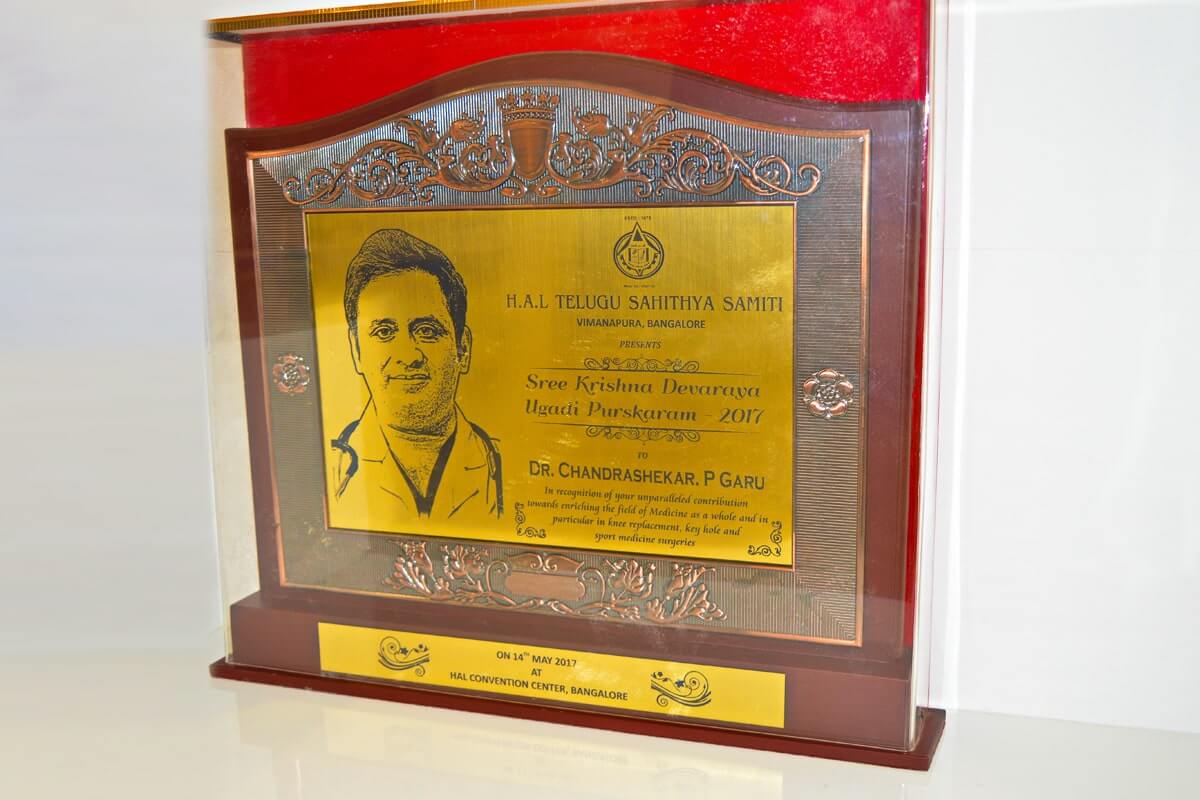 ESTD : 1975
H.A.L TELUGU SAHITHYA SAMITI
VIMANAPURA, BANGALORE
PRESENTS
Sree Krishna Devaraya
Ugadi Purskaram - 2017
TO
DR. CHANDRASHEKAR. P GARU
In recognition of your unparalleled contribution
towards enriching the field of Medicine as a whole and in
particular in knee replacement, key hole and
sport medicine surgeries
ON 14TH MAY 2017
AT
HAL CONVENTION CENTER, BANGALORE